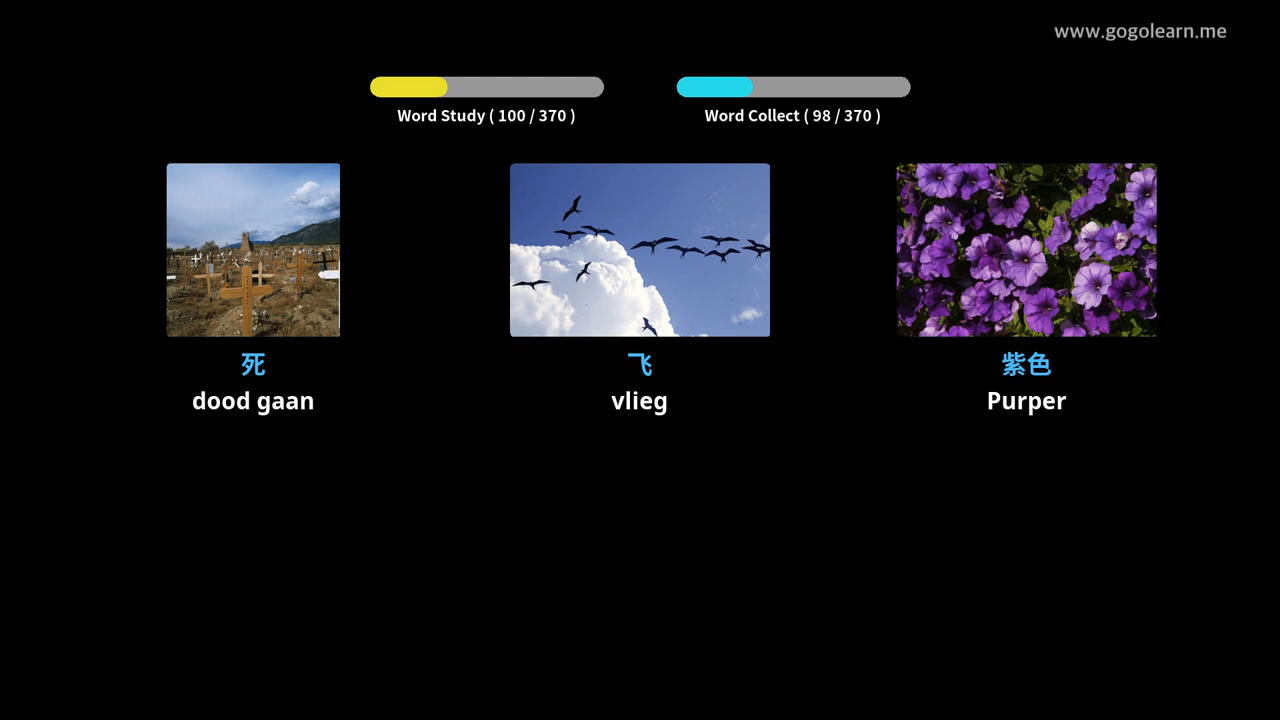 www.gogolearn.me
Word Study ( 100 / 370 )
Word Collect ( 98 / 370 )
死
dood gaan
飞
vlieg
紫色
Purper